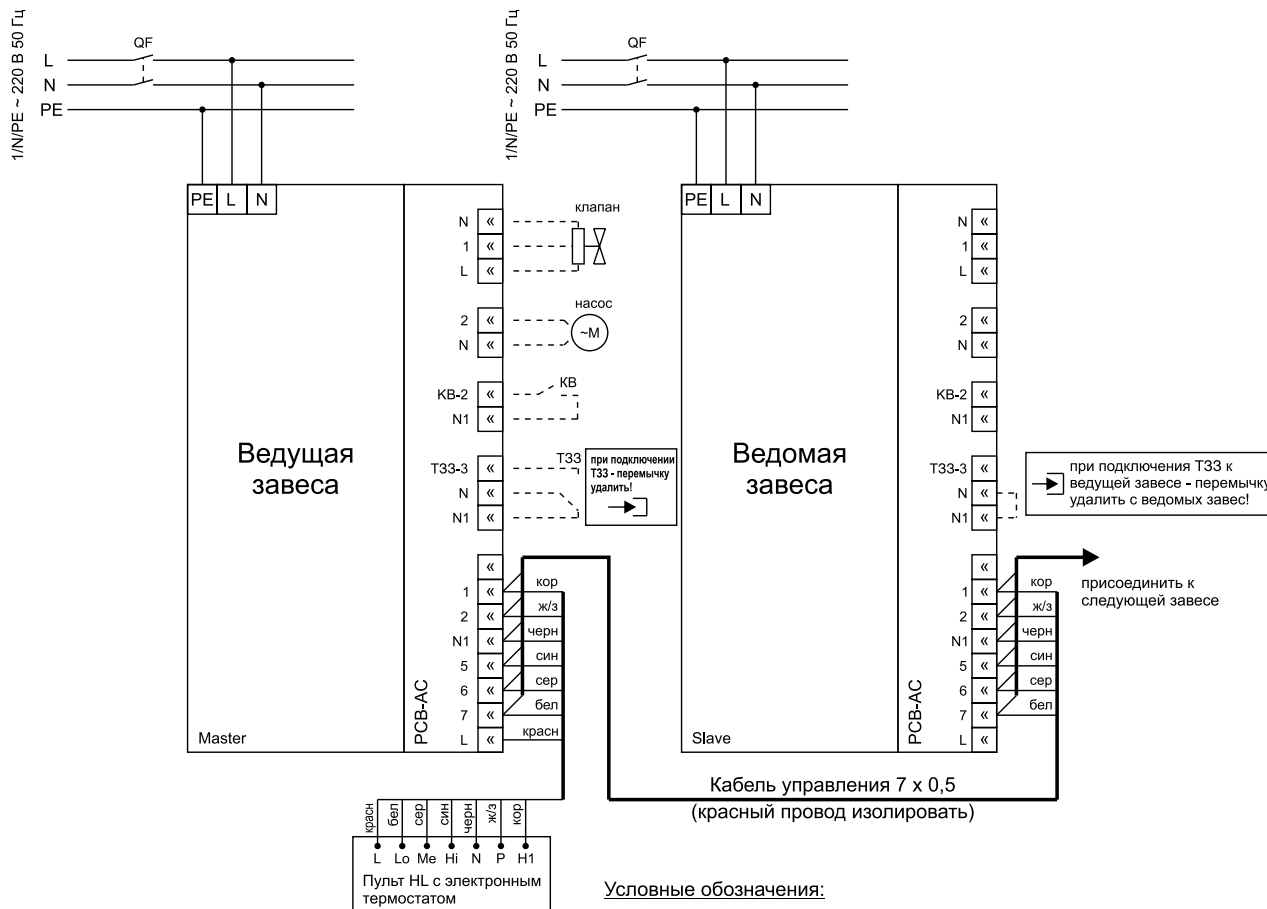 1/N/PE ~ 220 В 50 Гц
L
N
PE
QF
1/N/PE ~ 220 В 50 Гц
L
N
PE
QF
PE L N
PE L N
N
1
L
клапан
2
N
насос
~M
КВ-2
N1
КВ
ТЗЗ-3
N
N1
ТЗЗ
при подключении
ТЗЗ - перемычку
удалить!
Ведущая
завеса
1
2
N1
5
6
7
L
кор
ж/з
черн
син
сер
бел
красн
PCB-AC
Master
N
1
L
2
N
КВ-2
N1
ТЗЗ-3
N
N1
Ведомая
завеса
при подключения ТЗЗ к
ведущей завесе - перемычку
удалить с ведомых завес!
1
2
N1
5
6
7
L
кор
ж/з
черн
син
сер
бел
PCB-AC
Slave
присоединить к
следующей завесе
Кабель управления 7 х 0,5
(красный провод изолировать)
красн бел сер син черн ж/з кор
L Lo Me Hi N P H1
Пульт HL с электронным
термостатом
Условные обозначения: